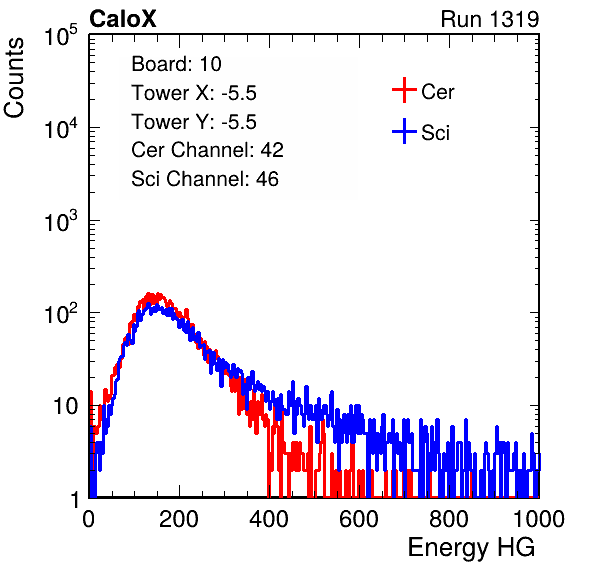 CaloX Run 1319
Board: 10
Tower X: -5.5
Tower Y: -5.5
Cer Channel: 42
Sci Channel: 46
Cer
Sci
Counts
10^5
10^4
10^3
10^2
10
1
0 200 400 600 800 1000
Energy HG